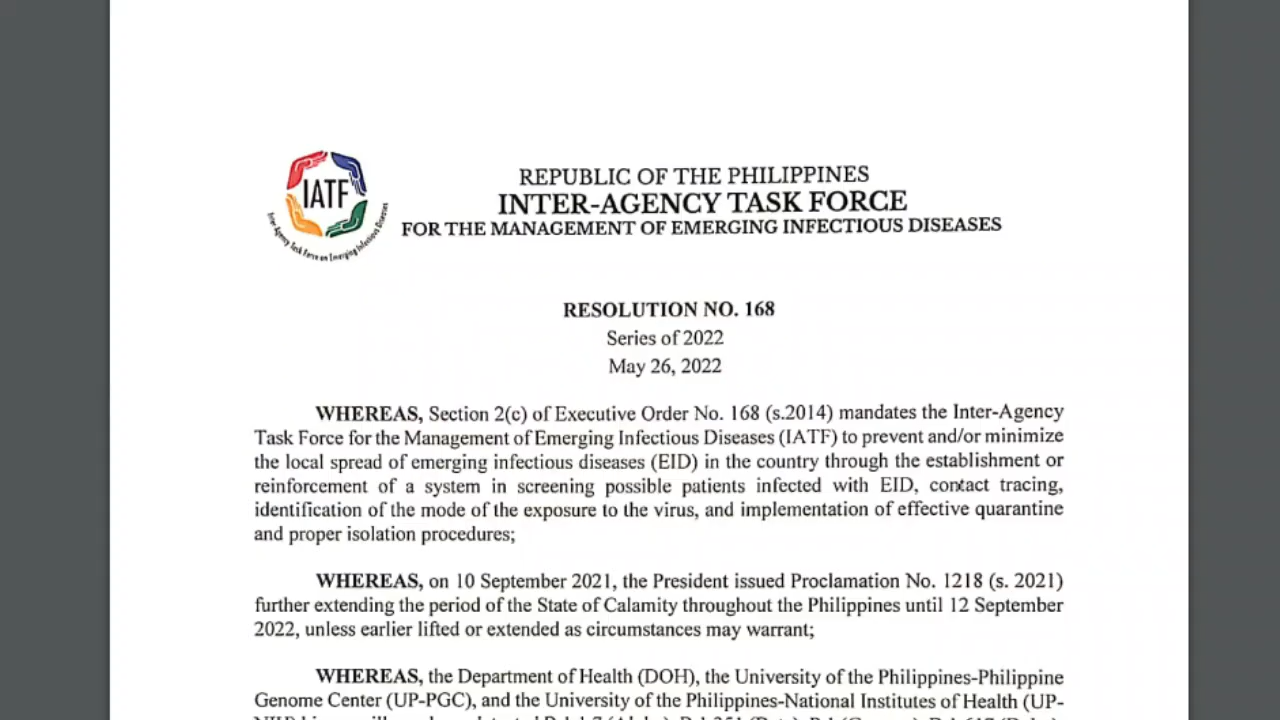 IATF
Inter-Agency Task Force on Emerging Infectious Diseases
REPUBLIC OF THE PHILIPPINES
INTER-AGENCY TASK FORCE
FOR THE MANAGEMENT OF EMERGING INFECTIOUS DISEASES
RESOLUTION NO. 168
Series of 2022
May 26, 2022
WHEREAS, Section 2(c) of Executive Order No. 168 (s.2014) mandates the Inter-Agency
Task Force for the Management of Emerging Infectious Diseases (IATF) to prevent and/or minimize
the local spread of emerging infectious diseases (EID) in the country through the establishment or
reinforcement of a system in screening possible patients infected with EID, contact tracing,
identification of the mode of the exposure to the virus, and implementation of effective quarantine
and proper isolation procedures;
WHEREAS, on 10 September 2021, the President issued Proclamation No. 1218 (s. 2021)
further extending the period of the State of Calamity throughout the Philippines until 12 September
2022, unless earlier lifted or extended as circumstances may warrant;
WHEREAS, the Department of Health (DOH), the University of the Philippines-Philippine
Genome Center (UP-PGC), and the University of the Philippines-National Institutes of Health (UP-